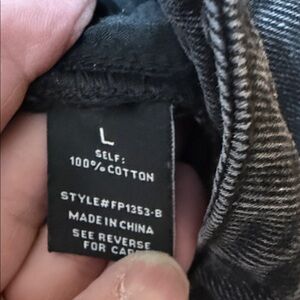 L
SELF:
100% COTTON
STYLE#FP1353-B
MADE IN CHINA
SEE REVERSE
FOR CARE